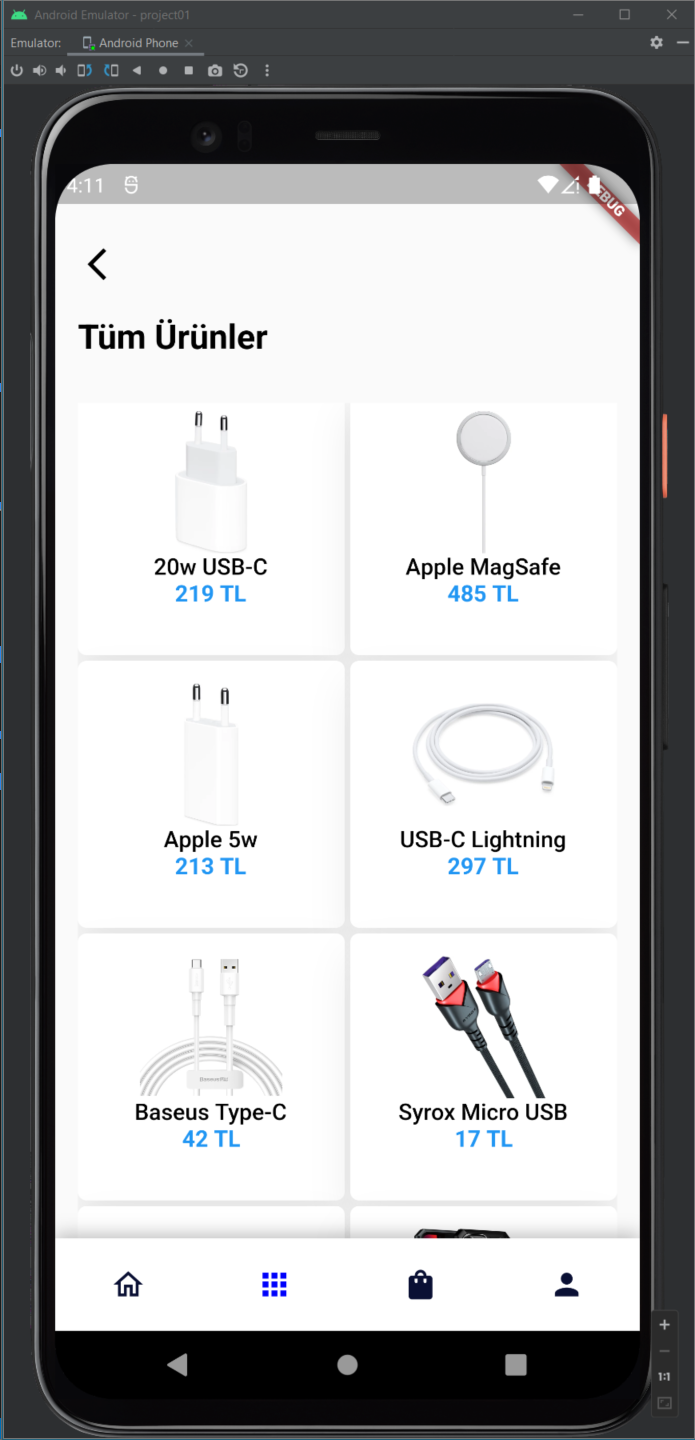 Android Emulator - project01
Emulator:
Android Phone
4:11
EBUG
Tüm Ürünler
20w USB-C
219 TL
Apple MagSafe
485 TL
Apple 5w
213 TL
USB-C Lightning
297 TL
Baseus Type-C
42 TL
Syrox Micro USB
17 TL
1:1